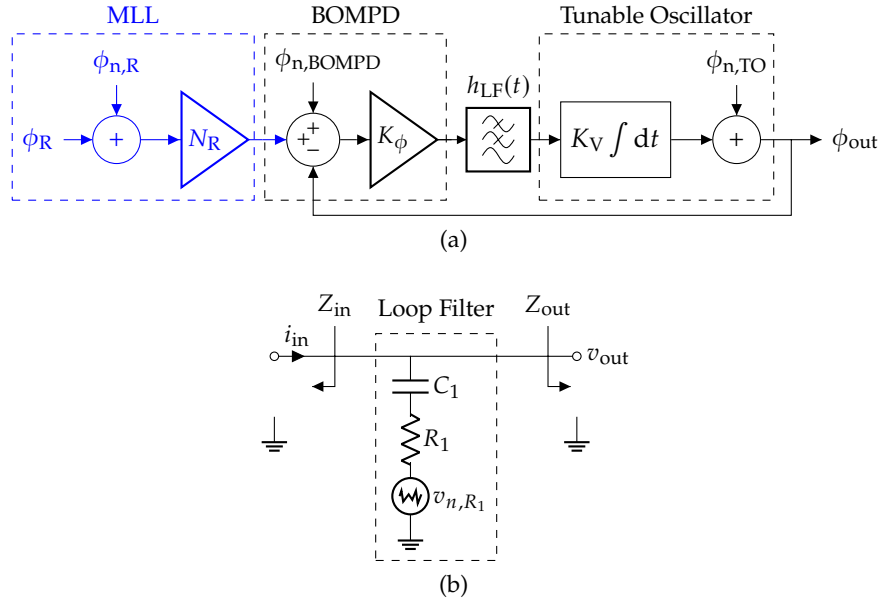 MLL BOMPD Tunable Oscillator
ϕn,R ϕn,BOMPD hLF(t) ϕn,TO
ϕR + NR + + − Kϕ KV ∫ dt + ϕout
(a)
Zin Loop Filter Zout
iin vout
C1
R1
vn,R1
(b)